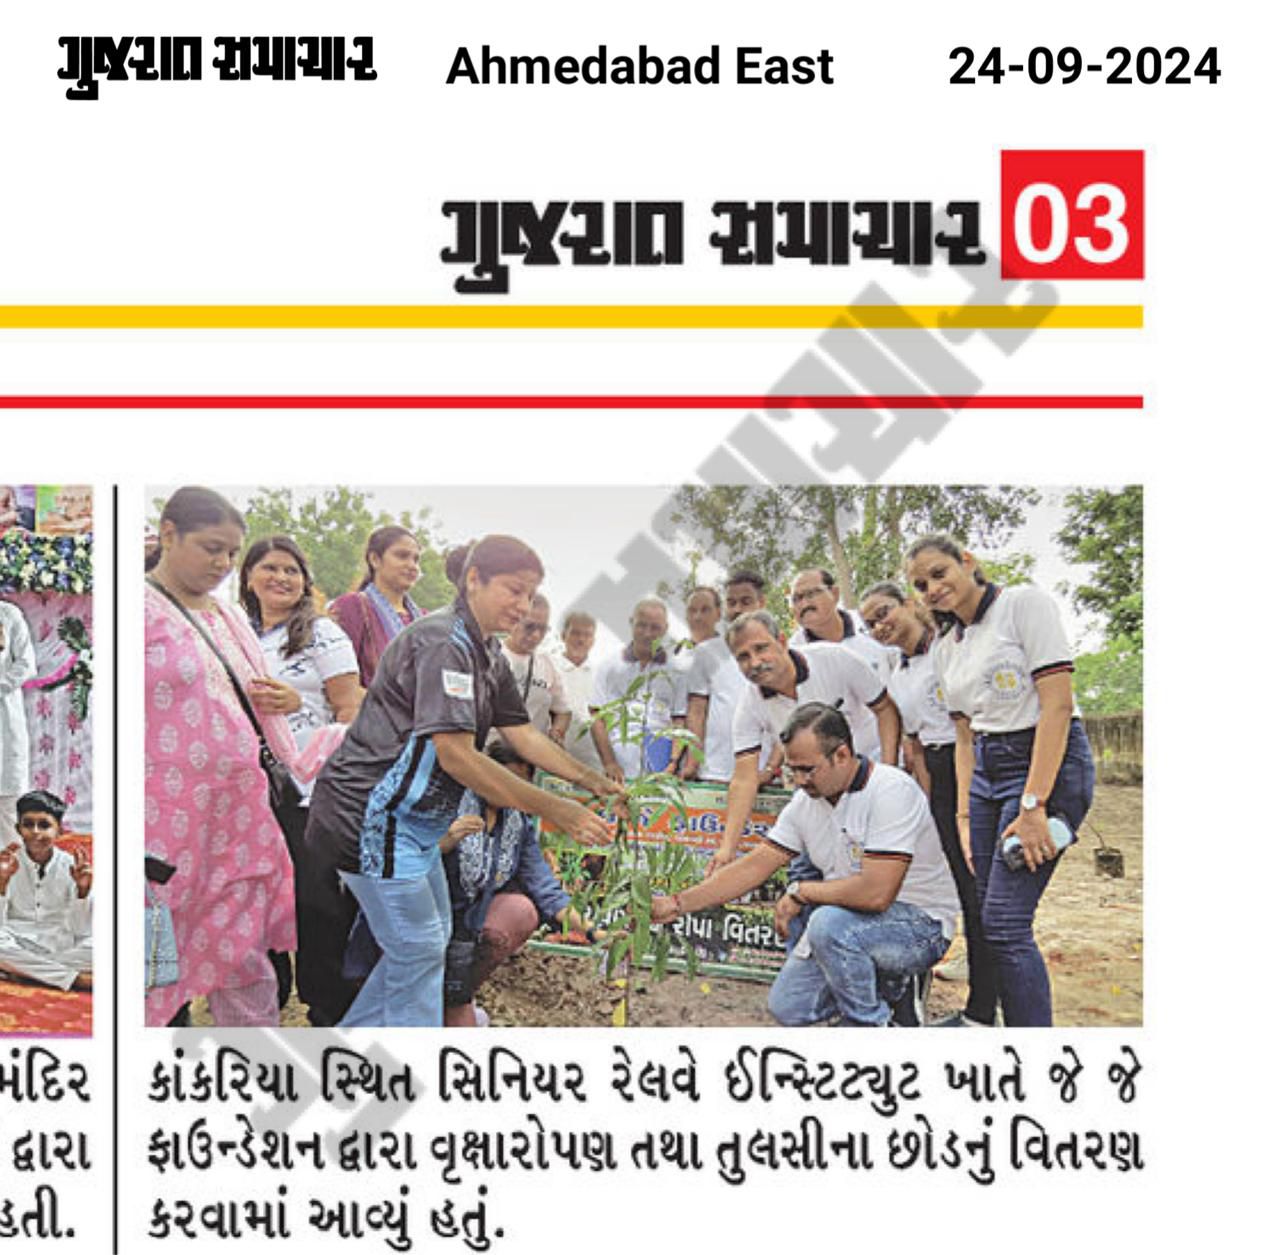 ગુજરાત સમાચાર Ahmedabad East 24-09-2024
ગુજરાત સમાચાર 03
રોપા વિતરણ
મંદિર
દ્વારા
હતી.
કાંકરિયા સ્થિત સિનિયર રેલવે ઈન્સ્ટિટ્યુટ ખાતે જે જે
ફાઉન્ડેશન દ્વારા વૃક્ષારોપણ તથા તુલસીના છોડનું વિતરણ
કરવામાં આવ્યું હતું.